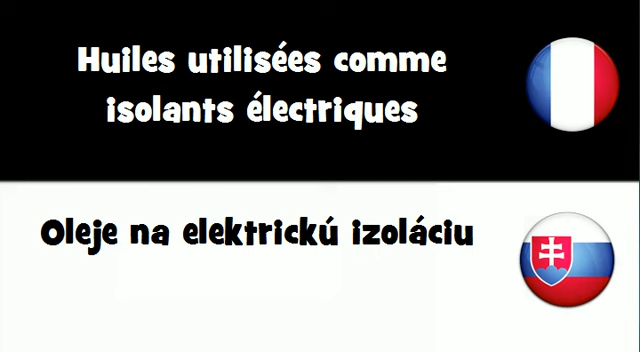 Huiles utilisées comme
isolants électriques
Oleje na elektrickú izoláciu